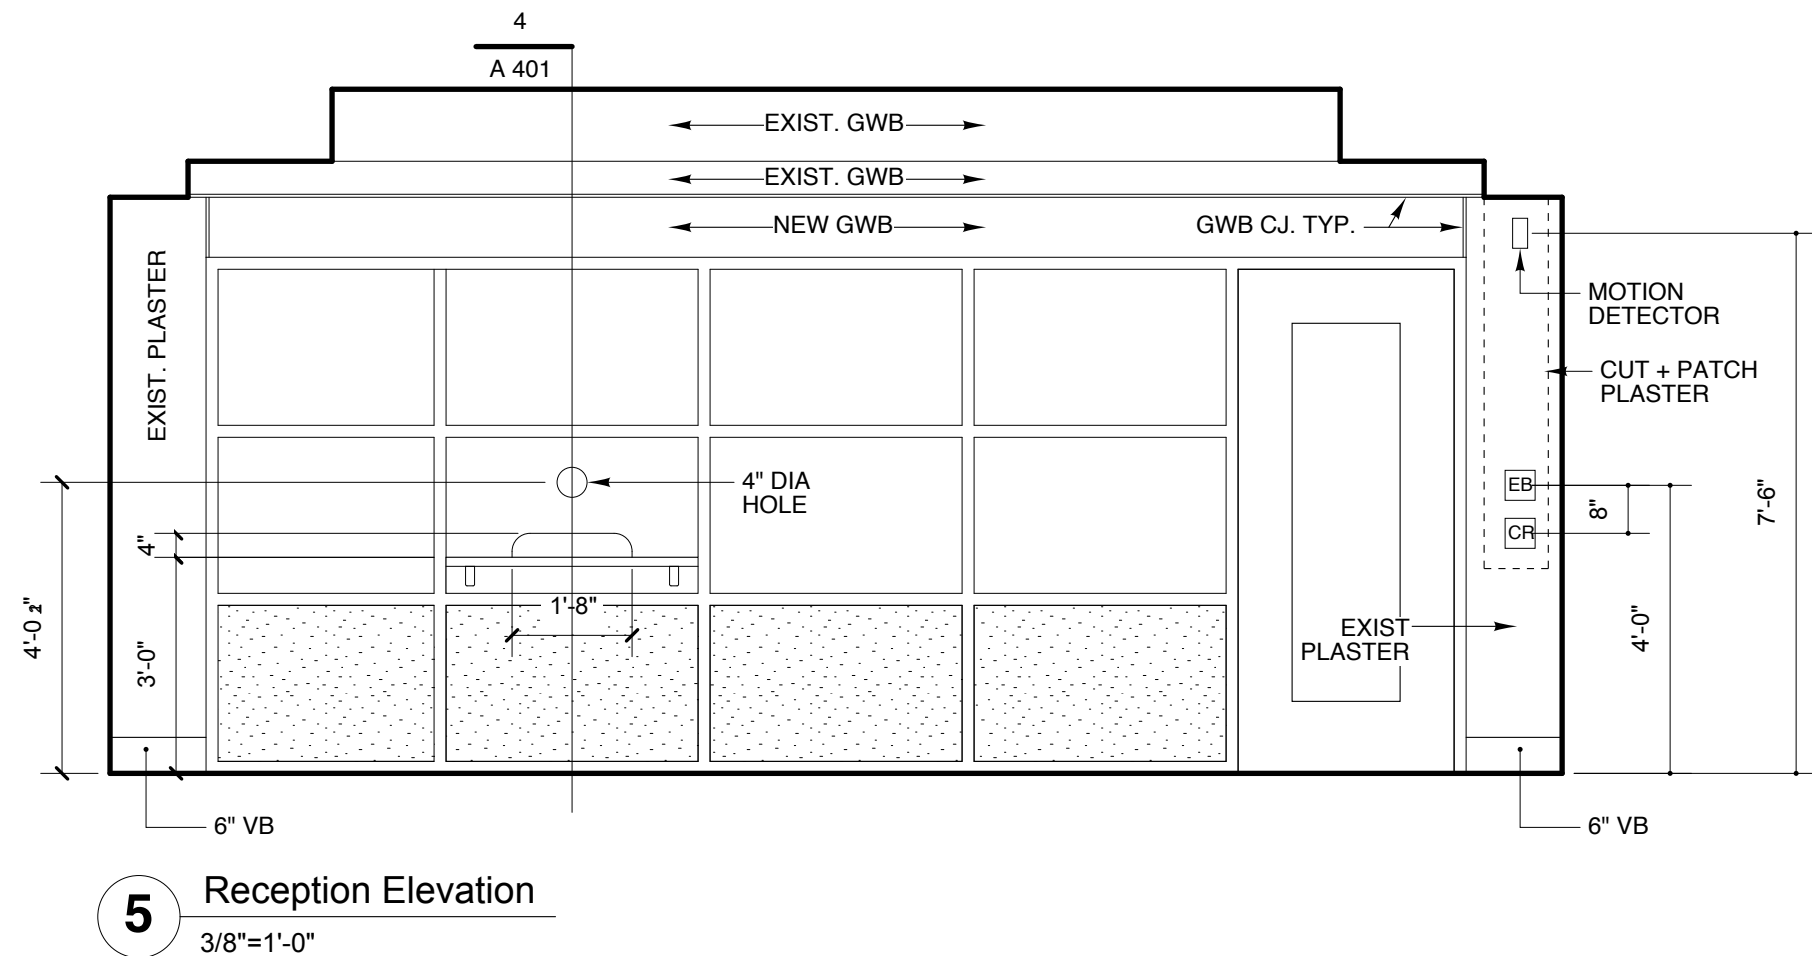 4
A 401
EXIST. GWB
EXIST. GWB
NEW GWB
GWB CJ. TYP.
EXIST. PLASTER
MOTION
DETECTOR
CUT + PATCH
PLASTER
4" DIA
HOLE
EB
CR
8"
7'-6"
4"
1'-8"
4'-0
3'-0"
EXIST
PLASTER
4'-0"
6" VB
6" VB
5
Reception Elevation
3/8"=1'-0"